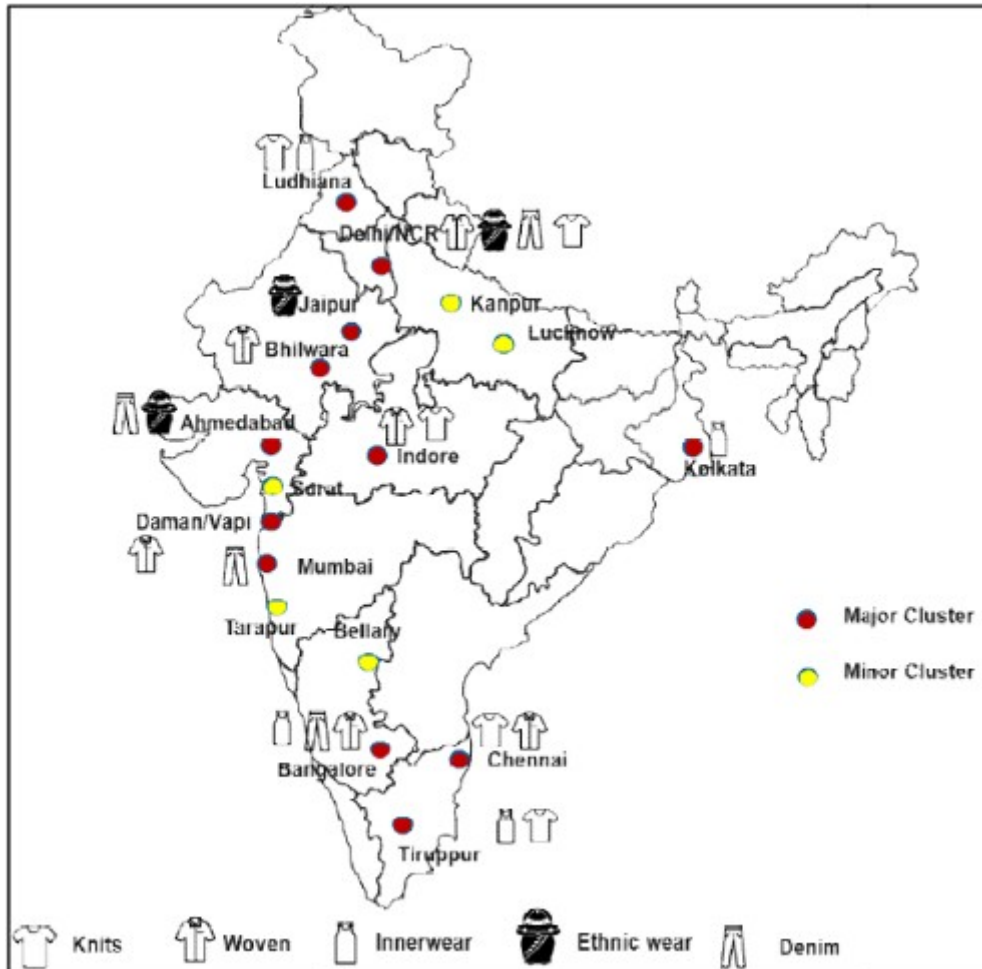 Ludhiana
Delhi/NCR
Jaipur
Kanpur
Lucknow
Bhilwara
Ahmedabad
Indore
Kolkata
Surat
Daman/Vapi
Mumbai
Tarapur
Bellary
Major Cluster
Minor Cluster
Bangalore
Chennai
Tiruppur
Knits
Woven
Innerwear
Ethnic wear
Denim